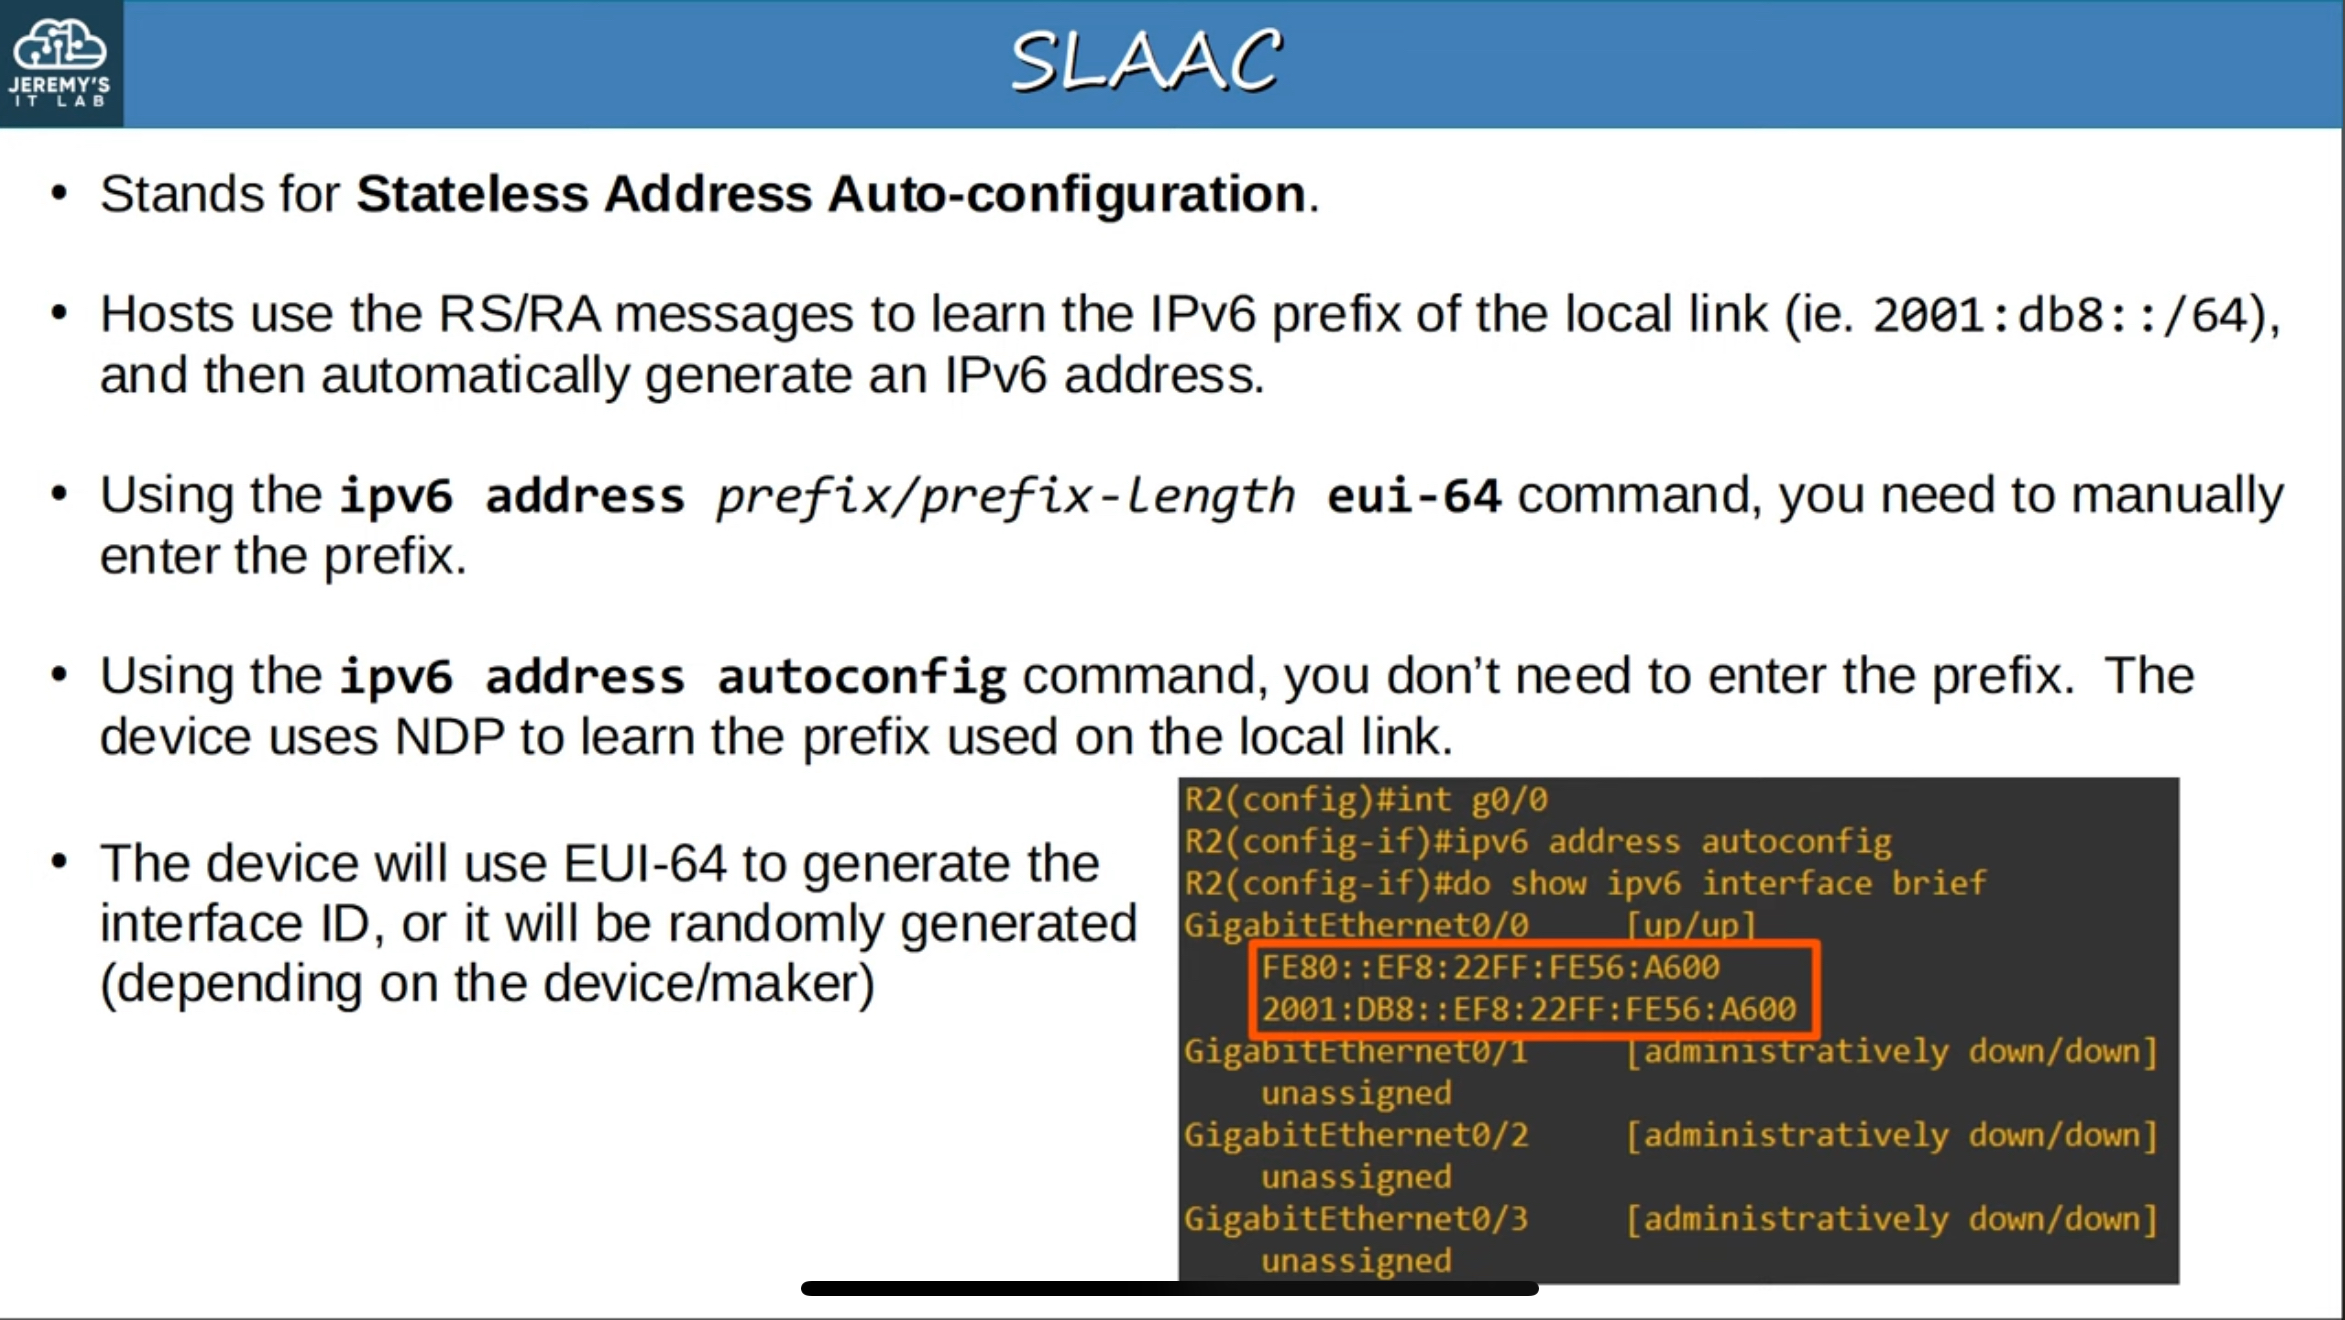 JEREMY'S
IT LAB
SLAAC
• Stands for Stateless Address Auto-configuration.
• Hosts use the RS/RA messages to learn the IPv6 prefix of the local link (ie. 2001:db8::/64),
and then automatically generate an IPv6 address.
• Using the ipv6 address prefix/prefix-length eui-64 command, you need to manually
enter the prefix.
• Using the ipv6 address autoconfig command, you don't need to enter the prefix.  The
device uses NDP to learn the prefix used on the local link.
• The device will use EUI-64 to generate the
interface ID, or it will be randomly generated
(depending on the device/maker)
R2(config)#int g0/0
R2(config-if)#ipv6 address autoconfig
R2(config-if)#do show ipv6 interface brief
GigabitEthernet0/0     [up/up]
FE80::EF8:22FF:FE56:A600
2001:DB8::EF8:22FF:FE56:A600
GigabitEthernet0/1     [administratively down/down]
unassigned
GigabitEthernet0/2     [administratively down/down]
unassigned
GigabitEthernet0/3     [administratively down/down]
unassigned